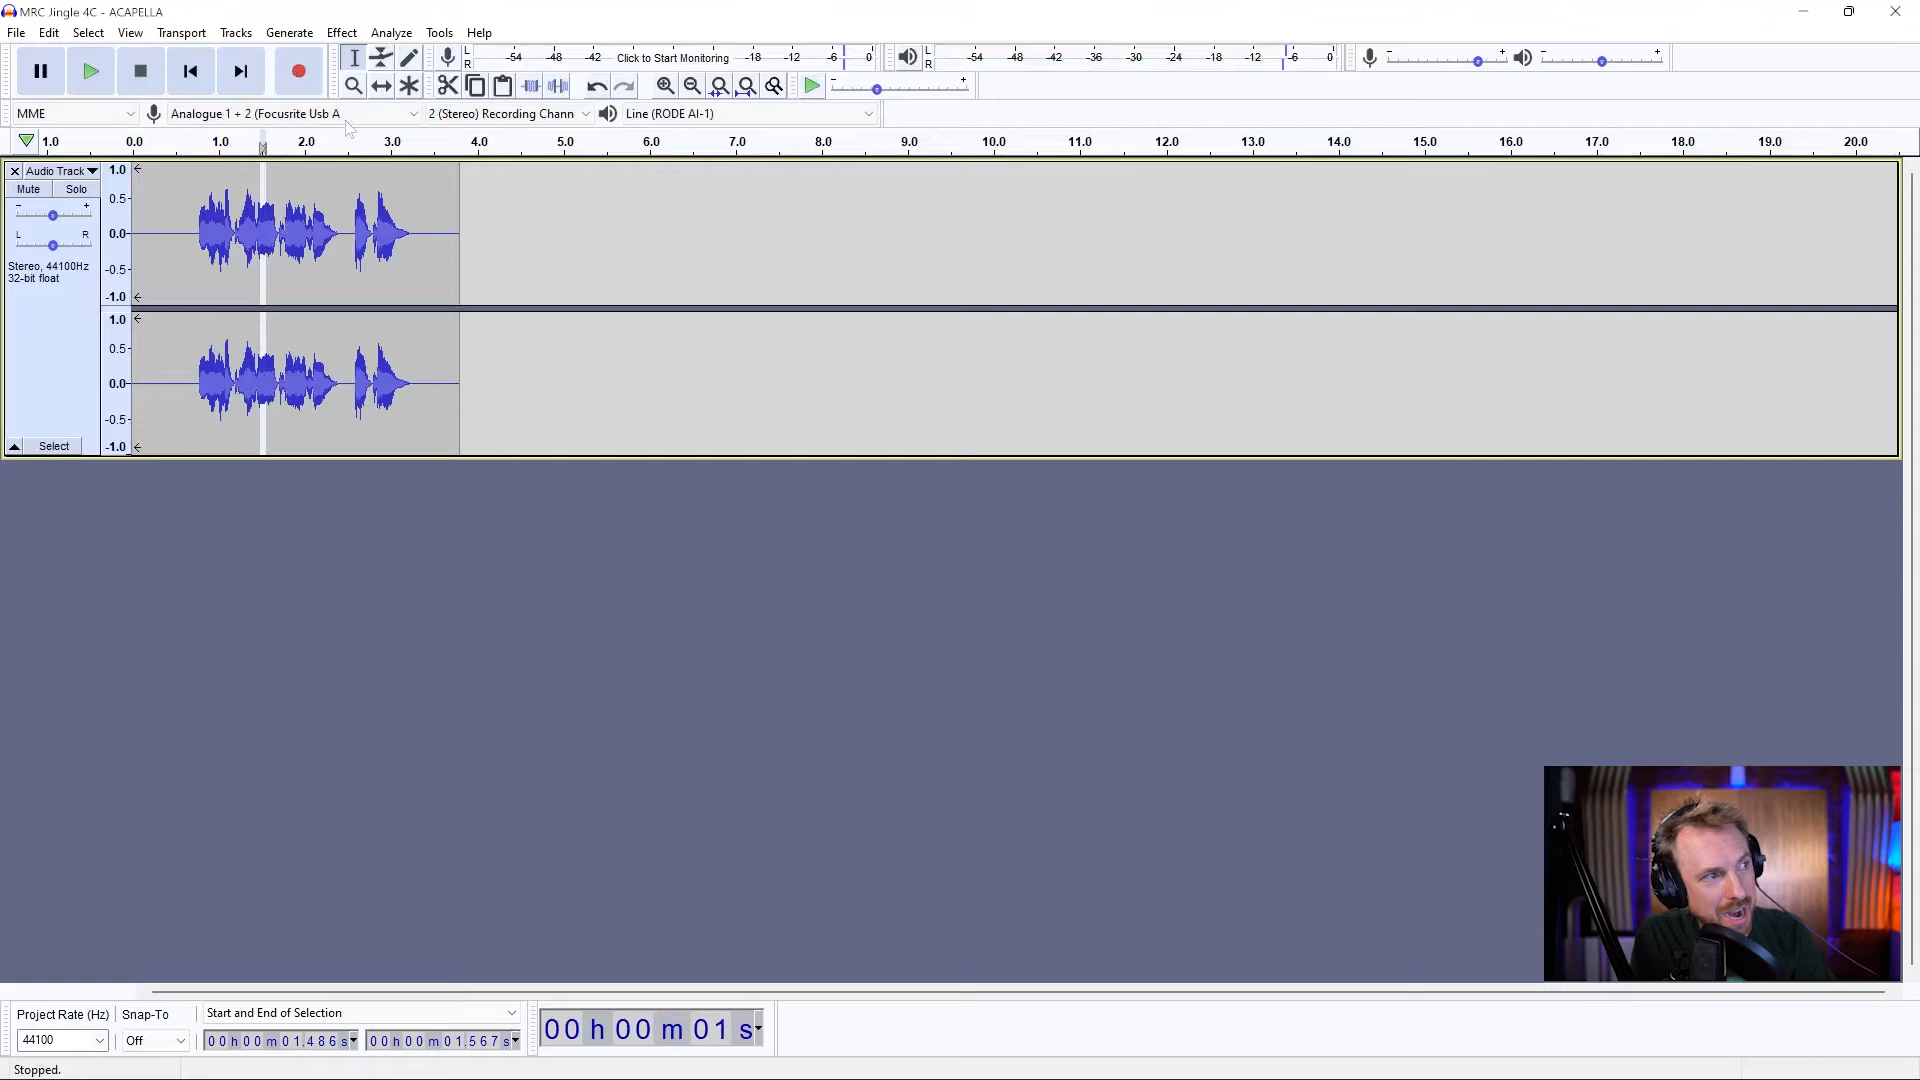 MRC Jingle 4C - ACAPELLA
File Edit Select View Transport Tracks Generate Effect Analyze Tools Help
L -54 -48 -42 Click to Start Monitoring -18 -12 -6 0 L -54 -48 -42 -36 -30 -24 -18 -12 -6 0 - + - +
R R
- +
MME Analogue 1 + 2 (Focusrite Usb A 2 (Stereo) Recording Chann Line (RODE AI-1)
1.0 0.0 1.0 2.0 3.0 4.0 5.0 6.0 7.0 8.0 9.0 10.0 11.0 12.0 13.0 14.0 15.0 16.0 17.0 18.0 19.0 20.0
Audio Track 1.0
Mute Solo 0.5
- +
L R 0.0
Stereo, 44100Hz -0.5
32-bit float
-1.0
1.0
0.5
0.0
-0.5
Select -1.0
Project Rate (Hz) Snap-To Start and End of Selection
44100 Off 00h00m01.486s 00h00m01.567s 00h00m01s
Stopped.